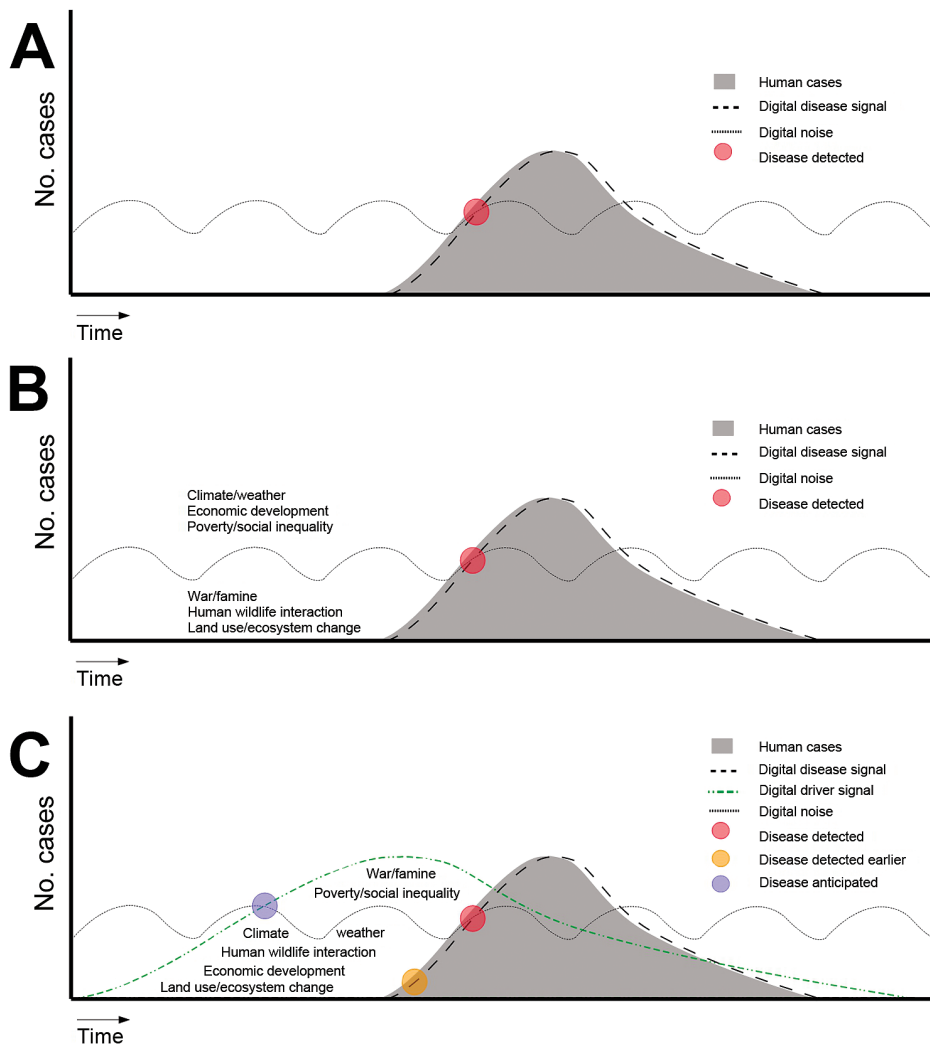 A
No. cases
Human cases
Digital disease signal
Digital noise
Disease detected
Time
B
No. cases
Human cases
Digital disease signal
Digital noise
Disease detected
Climate/weather
Economic development
Poverty/social inequality
War/famine
Human wildlife interaction
Land use/ecosystem change
Time
C
No. cases
Human cases
Digital disease signal
Digital driver signal
Digital noise
Disease detected
Disease detected earlier
Disease anticipated
War/famine
Poverty/social inequality
Climate weather
Human wildlife interaction
Economic development
Land use/ecosystem change
Time